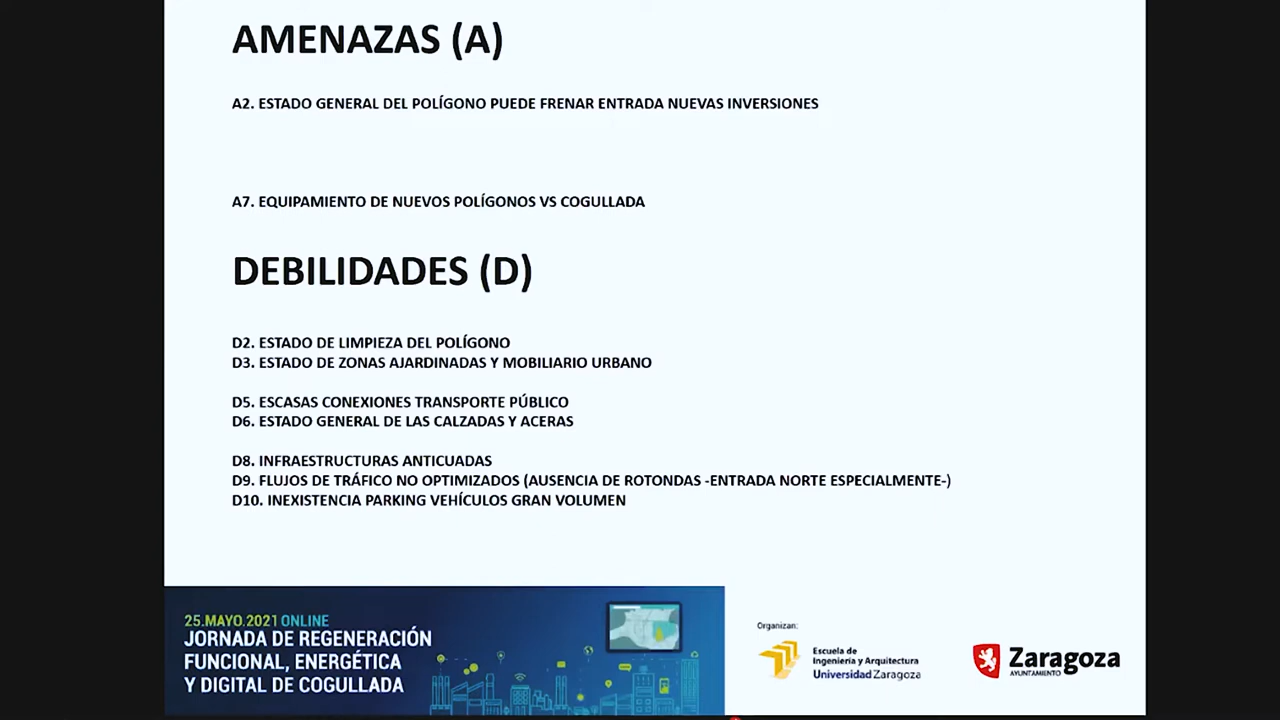 AMENAZAS (A)
A2. ESTADO GENERAL DEL POLÍGONO PUEDE FRENAR ENTRADA NUEVAS INVERSIONES
A7. EQUIPAMIENTO DE NUEVOS POLÍGONOS VS COGULLADA
DEBILIDADES (D)
D2. ESTADO DE LIMPIEZA DEL POLÍGONO
D3. ESTADO DE ZONAS AJARDINADAS Y MOBILIARIO URBANO
D5. ESCASAS CONEXIONES TRANSPORTE PÚBLICO
D6. ESTADO GENERAL DE LAS CALZADAS Y ACERAS
D8. INFRAESTRUCTURAS ANTICUADAS
D9. FLUJOS DE TRÁFICO NO OPTIMIZADOS (AUSENCIA DE ROTONDAS -ENTRADA NORTE ESPECIALMENTE-)
D10. INEXISTENCIA PARKING VEHÍCULOS GRAN VOLUMEN
25.MAYO.2021 ONLINE
JORNADA DE REGENERACIÓN
FUNCIONAL, ENERGÉTICA
Y DIGITAL DE COGULLADA
Organizan:
Escuela de
Ingeniería y Arquitectura
Universidad Zaragoza
Zaragoza
AYUNTAMIENTO